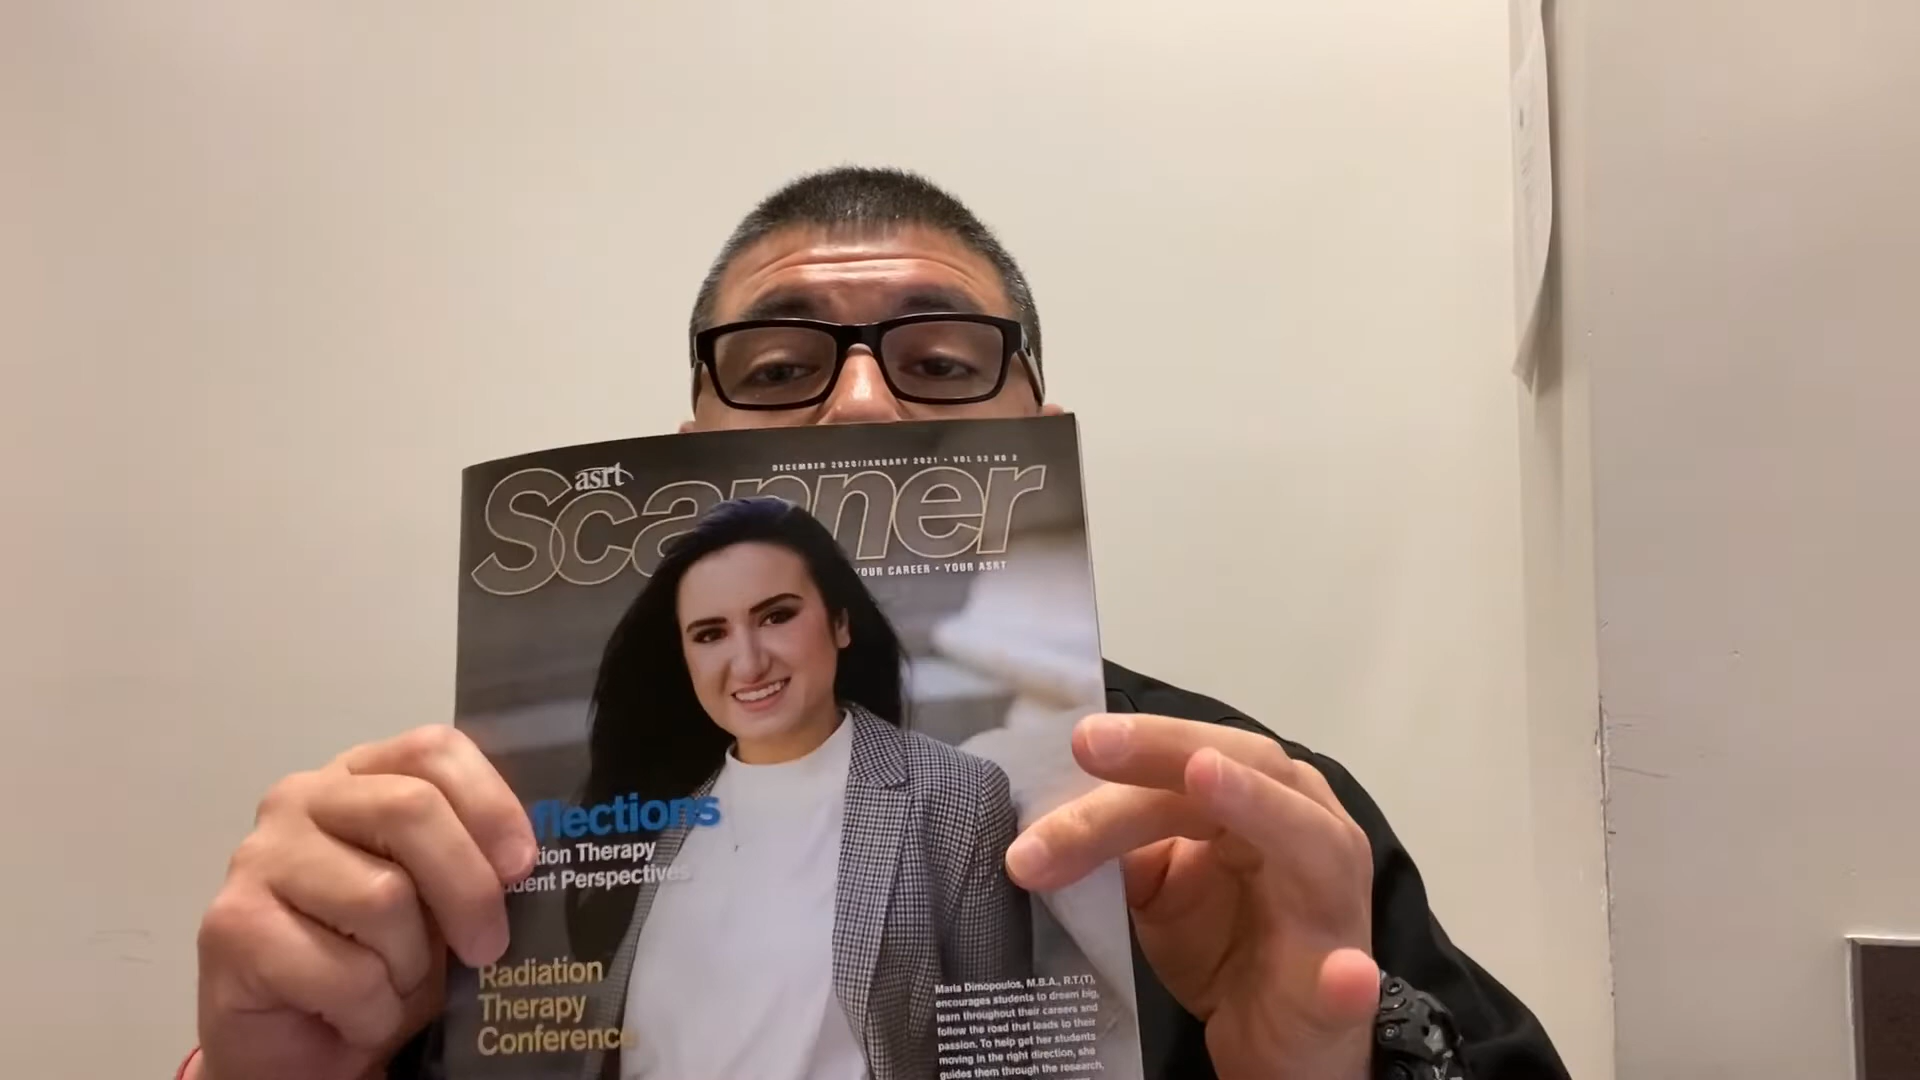 DECEMBER 2020/JANUARY 2021 • VOL 53 NO 2
asrt
Scanner
YOUR CAREER • YOUR ASRT
flections
tion Therapy
dent Perspectives
Radiation
Therapy
Conference
Maria Dimopoulos, M.B.A., R.T.(T),
encourages students to dream big,
learn throughout their careers and
follow the road that leads to their
passion. To help get her students
moving in the right direction, she
guides them through the research,